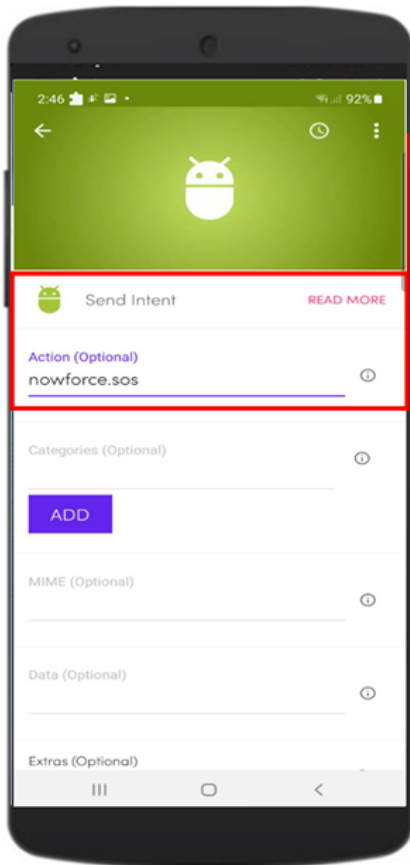 2:46
92%
Send Intent
READ MORE
Action (Optional)
nowforce.sos
Categories (Optional)
ADD
MIME (Optional)
Data (Optional)
Extras (Optional)